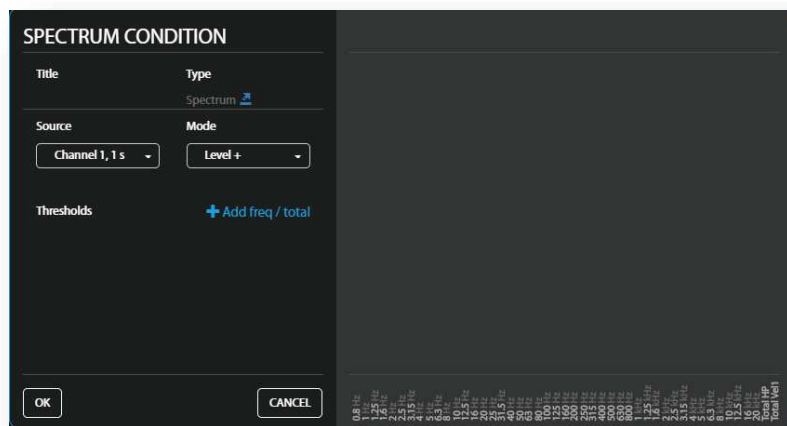 SPECTRUM CONDITION
Title
Type
Spectrum
Source
Mode
Channel 1, 1 s
Level +
Thresholds
Add freq / total
OK
CANCEL
0.8 Hz
1 Hz
1.25 Hz
1.6 Hz
2 Hz
2.5 Hz
3.15 Hz
4 Hz
5 Hz
6.3 Hz
8 Hz
10 Hz
12.5 Hz
16 Hz
20 Hz
25 Hz
31.5 Hz
40 Hz
50 Hz
63 Hz
80 Hz
100 Hz
125 Hz
160 Hz
200 Hz
250 Hz
315 Hz
400 Hz
500 Hz
630 Hz
800 Hz
1 kHz
1.25 kHz
1.6 kHz
2 kHz
2.5 kHz
3.15 kHz
4 kHz
5 kHz
6.3 kHz
8 kHz
10 kHz
12.5 kHz
16 kHz
20 kHz
Total HP
Total Vel1